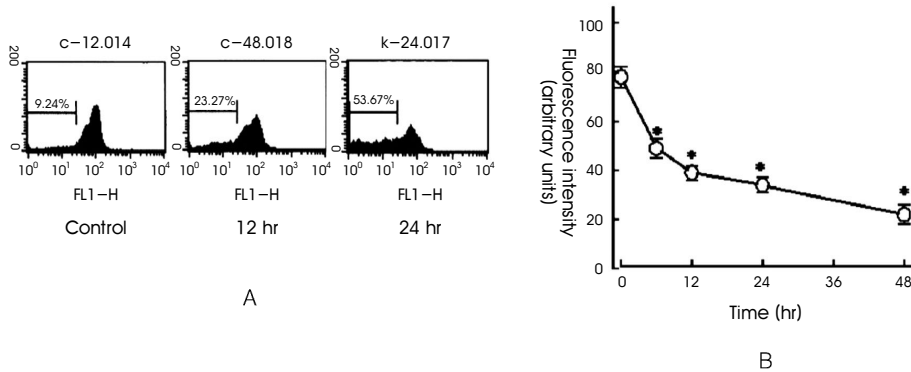 c-12.014
200
0
9.24%
10⁰ 10¹ 10² 10³ 10⁴
FL1-H
Control
c-48.018
200
0
23.27%
10⁰ 10¹ 10² 10³ 10⁴
FL1-H
12 hr
k-24.017
200
0
53.67%
10⁰ 10¹ 10² 10³ 10⁴
FL1-H
24 hr
A
Fluorescence intensity
(arbitrary units)
100
80
60
40
20
0
* * * *
0 12 24 36 48
Time (hr)
B